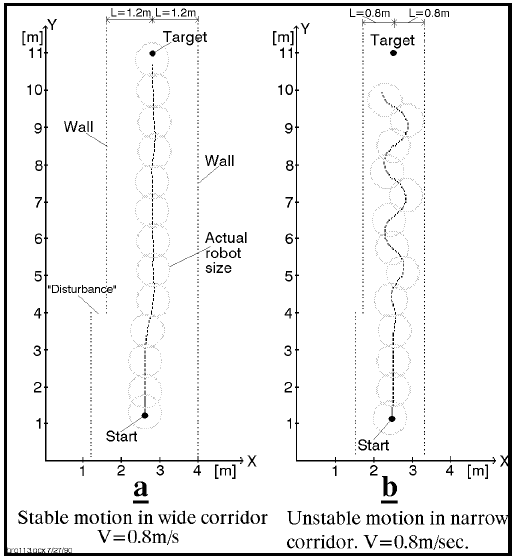 L=1.2m L=1.2m
Y
[m]
11
10
9
8
7
6
5
4
3
2
1
Target
Wall
Wall
Actual
robot
size
"Disturbance"
Start
1 2 3 4 X
[m]
a
Stable motion in wide corridor
V=0.8m/s
L=0.8m L=0.8m
Y
[m]
Target
11
10
9
8
7
6
5
4
3
2
1
Start
1 2 3 4 X
[m]
b
Unstable motion in narrow
corridor. V=0.8m/sec.